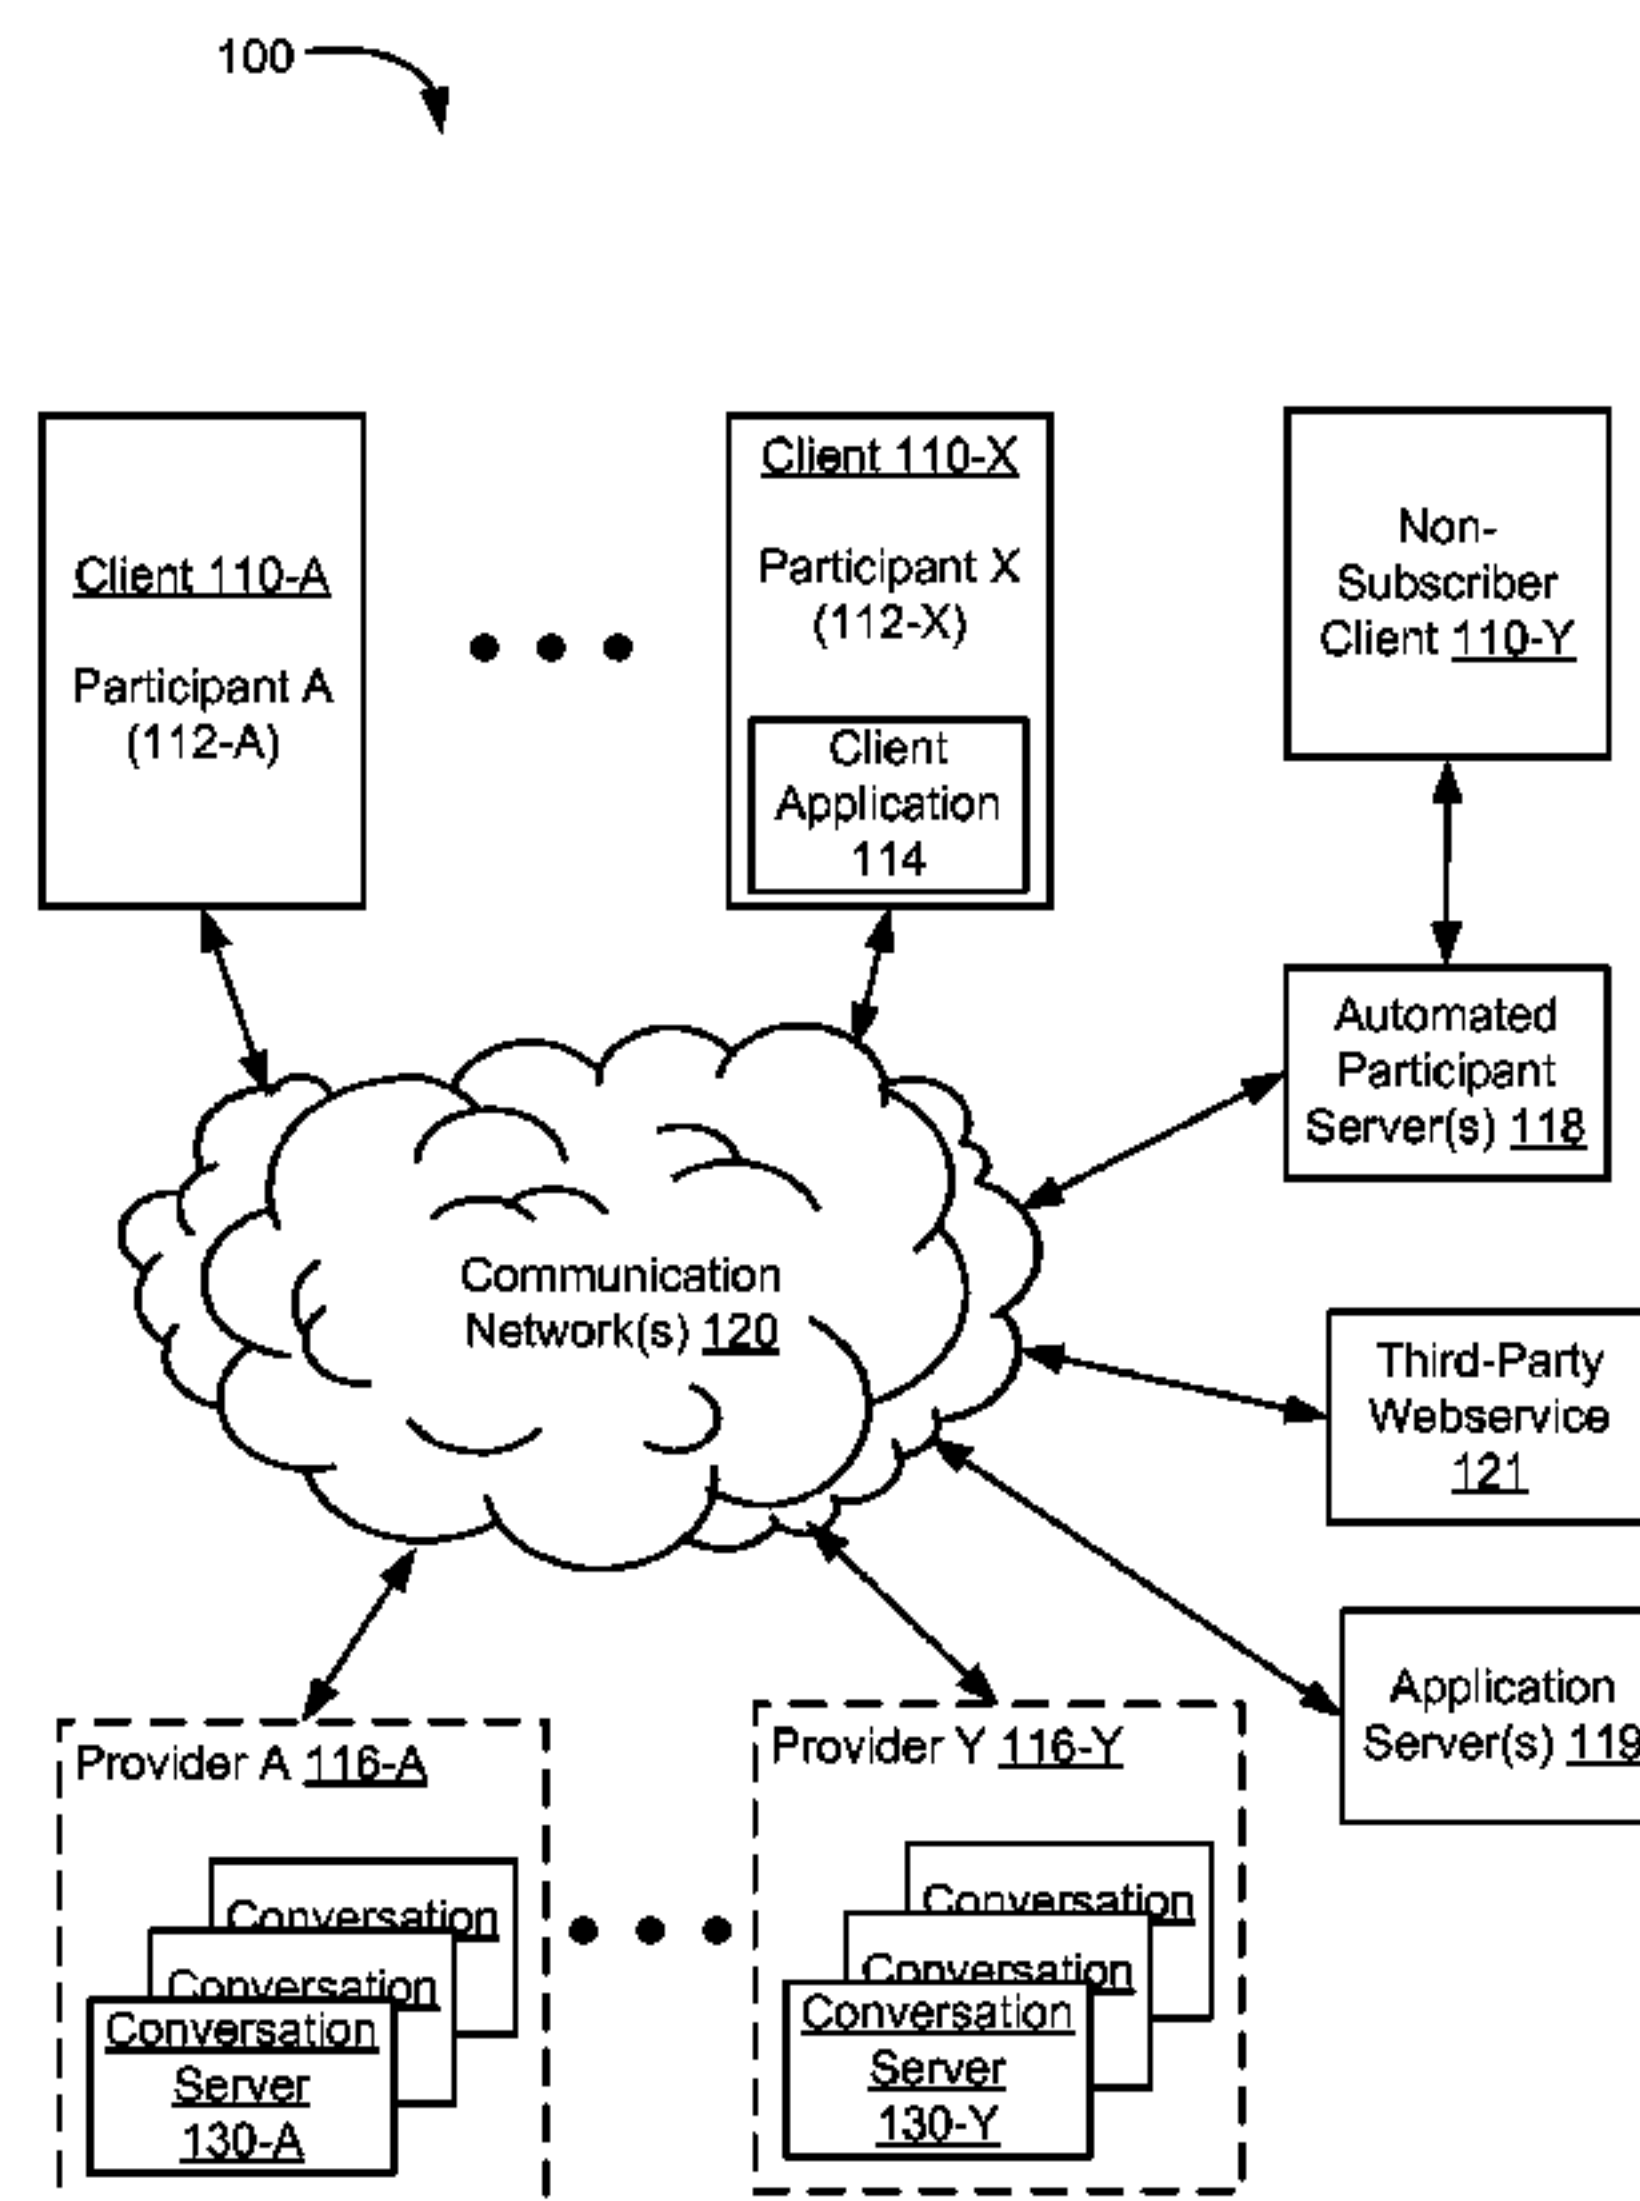 100
Client 110-A
Participant A
(112-A)
Client 110-X
Participant X
(112-X)
Client
Application
114
Non-
Subscriber
Client 110-Y
Automated
Participant
Server(s) 118
Communication
Network(s) 120
Third-Party
Webservice
121
Application
Server(s) 119
Provider A 116-A
Conversation
Conversation
Conversation
Server
130-A
Provider Y 116-Y
Conversation
Conversation
Conversation
Server
130-Y